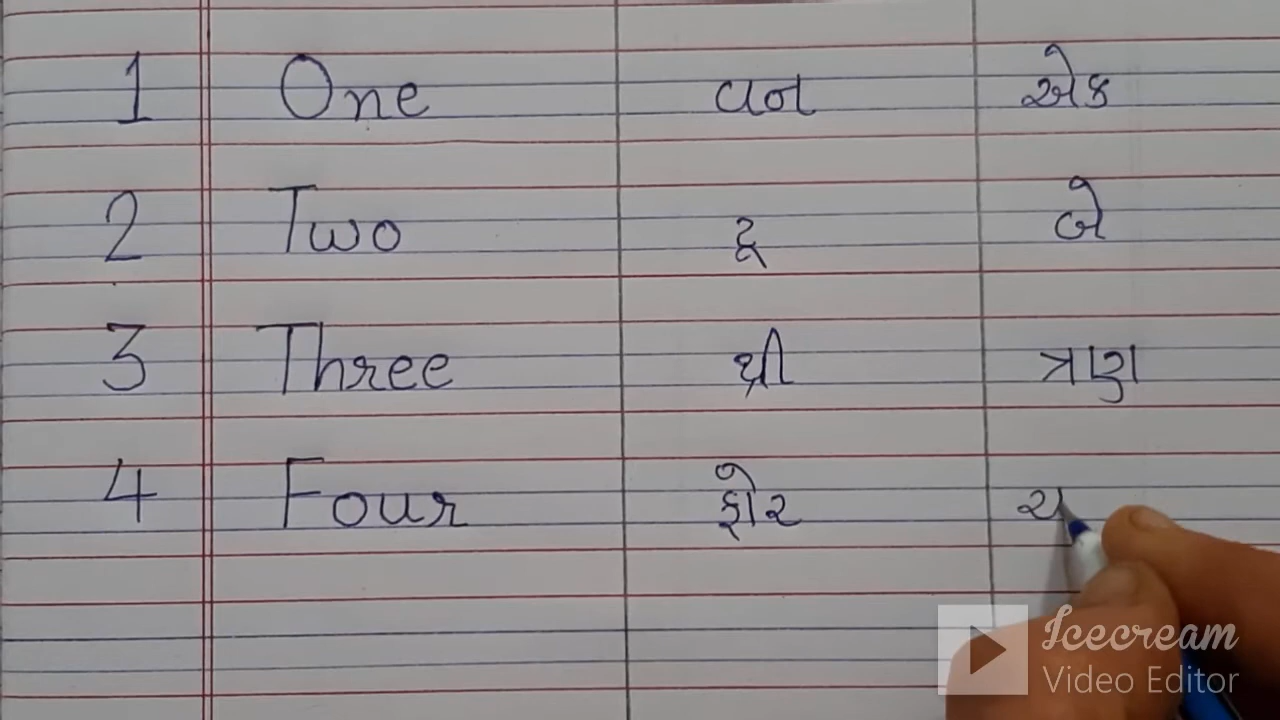 1 One વન એક
2 Two ટૂ બે
3 Three થ્રી ત્રણ
4 Four ફોર ચ
Icecream
Video Editor